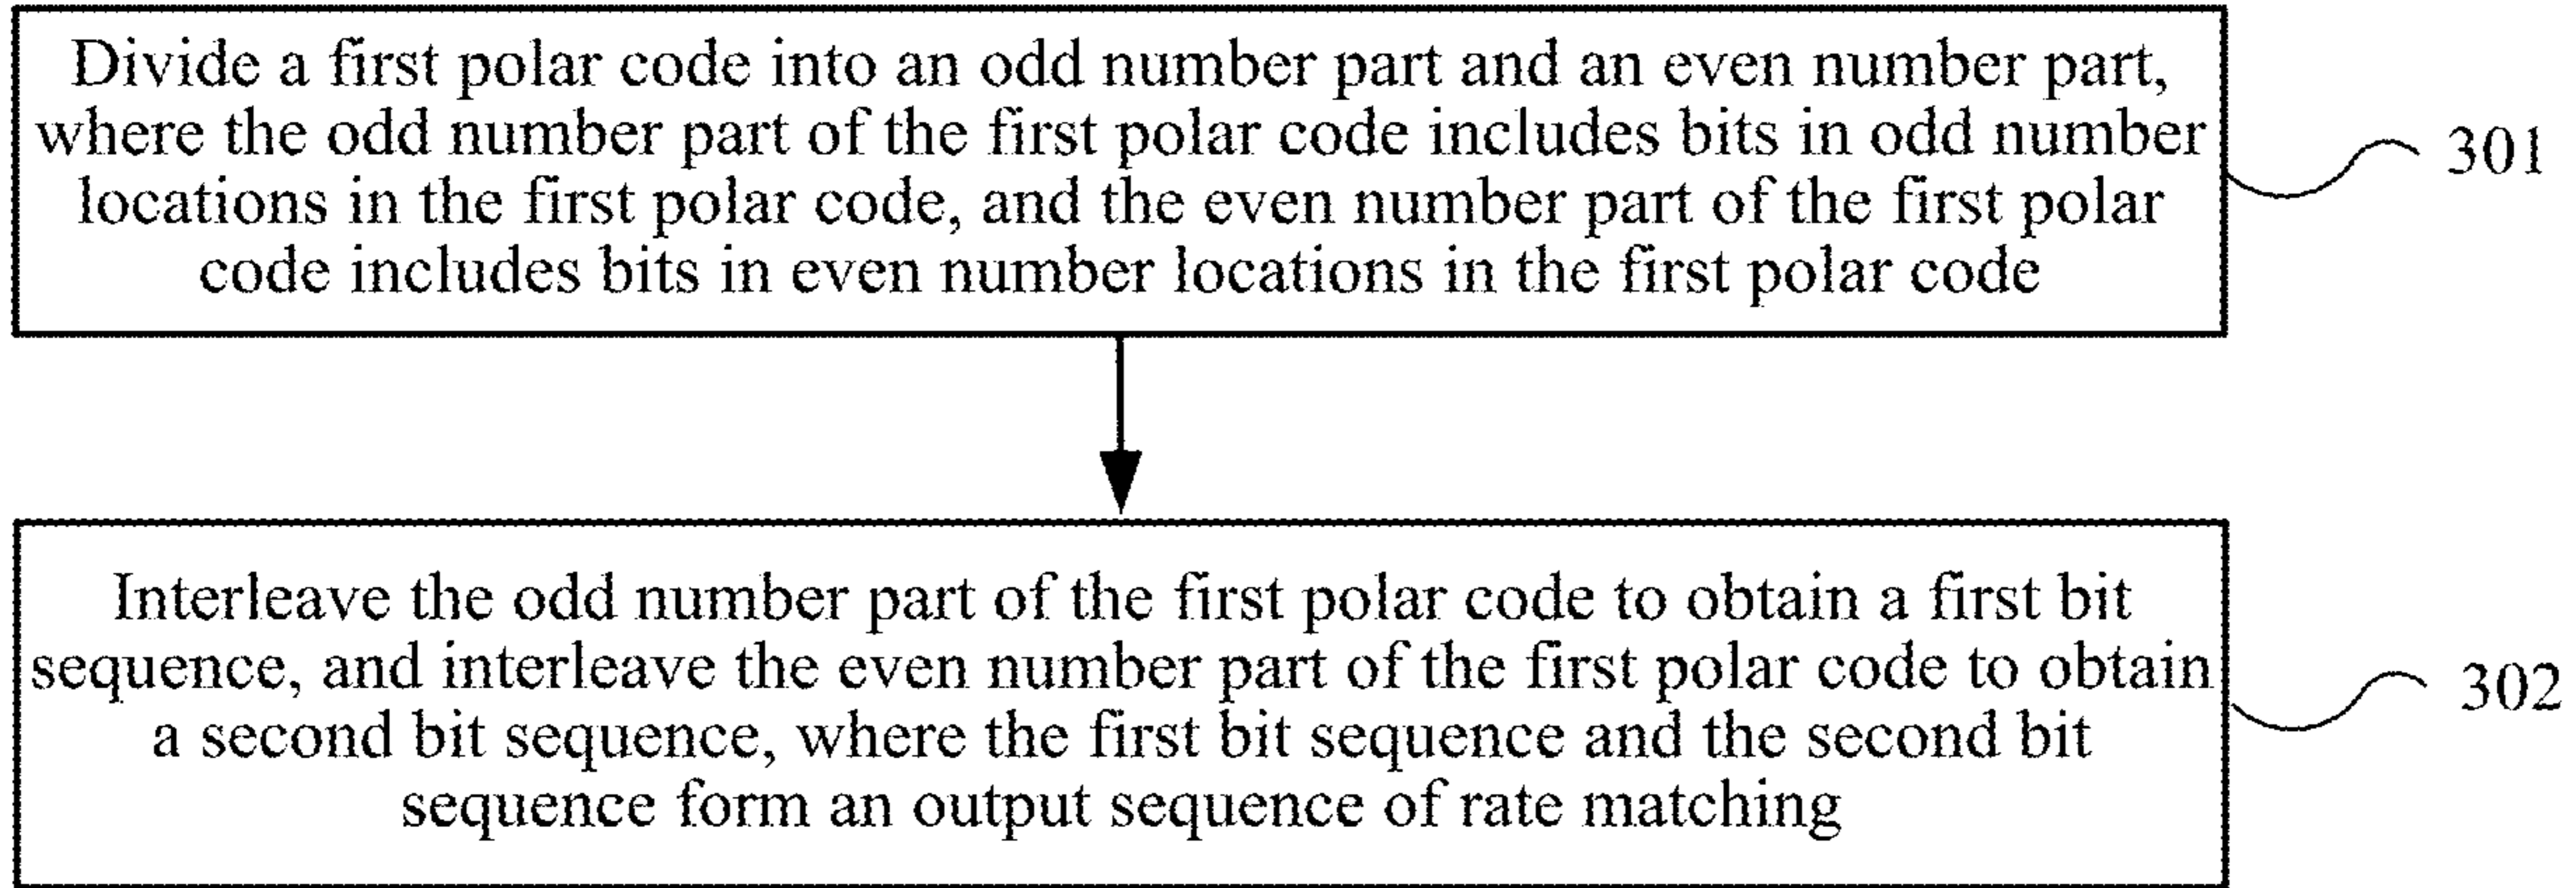 Divide a first polar code into an odd number part and an even number part,
where the odd number part of the first polar code includes bits in odd number
locations in the first polar code, and the even number part of the first polar
code includes bits in even number locations in the first polar code
301
Interleave the odd number part of the first polar code to obtain a first bit
sequence, and interleave the even number part of the first polar code to obtain
a second bit sequence, where the first bit sequence and the second bit
sequence form an output sequence of rate matching
302